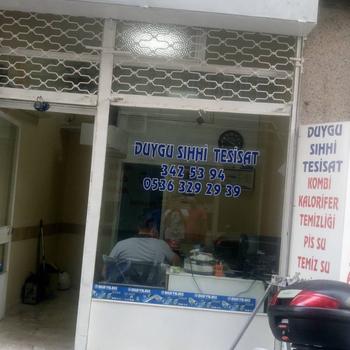 DUYGU SIHHİ TESİSAT
342 53 94
0536 329 29 39
DUYGU
SIHHİ
TESİSAT
KOMBİ
KALORİFER
TEMİZLİĞİ
PİS SU
TEMİZ SU